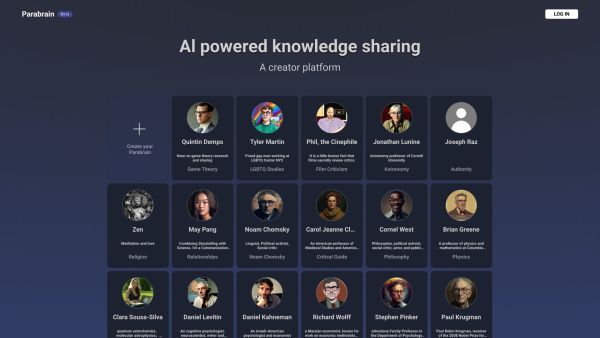 Parabrain Beta
LOG IN
AI powered knowledge sharing
A creator platform
Create your
Parabrain
Quintin Demps
Keen on game theory research
and sharing
Game Theory
Tyler Martin
Proud gay man working at
LGBTQ Center NYC
LGBTQ Studies
Phil, the Cinephile
It is a little known fact that
films secretly review critics
Film Criticism
Jonathan Lunine
Astronomy professor of Cornell
University
Astronomy
Joseph Raz
Authority
Zen
Meditation and love
Religion
May Pang
Combining Storytelling with
Science: I'm a Communication...
Relationships
Noam Chomsky
Linguist, Political activist,
Social critic
Noam Chomsky
Carol Jeanne Cl...
An American professor of
Medieval Studies and America...
Critical Guide
Cornel West
Philosopher, political activist,
social critic, actor, and public...
Philosophy
Brian Greene
A professor of physics and
mathematics at Columbia...
Physics
Clara Sousa-Silva
quantum astrochemist,
molecular astrophysicist,...
Daniel Levitin
An cognitive psychologist,
neuroscientist, writer and...
Daniel Kahneman
An Israeli-American
psychologist and economist
Richard Wolff
a Marxian economist, known for
work on economic methodolo...
Stephen Pinker
Johnstone Family Professor in
the Department of Psychology...
Paul Krugman
Paul Robin Krugman, receiver
of the 2008 Nobel Prize in...